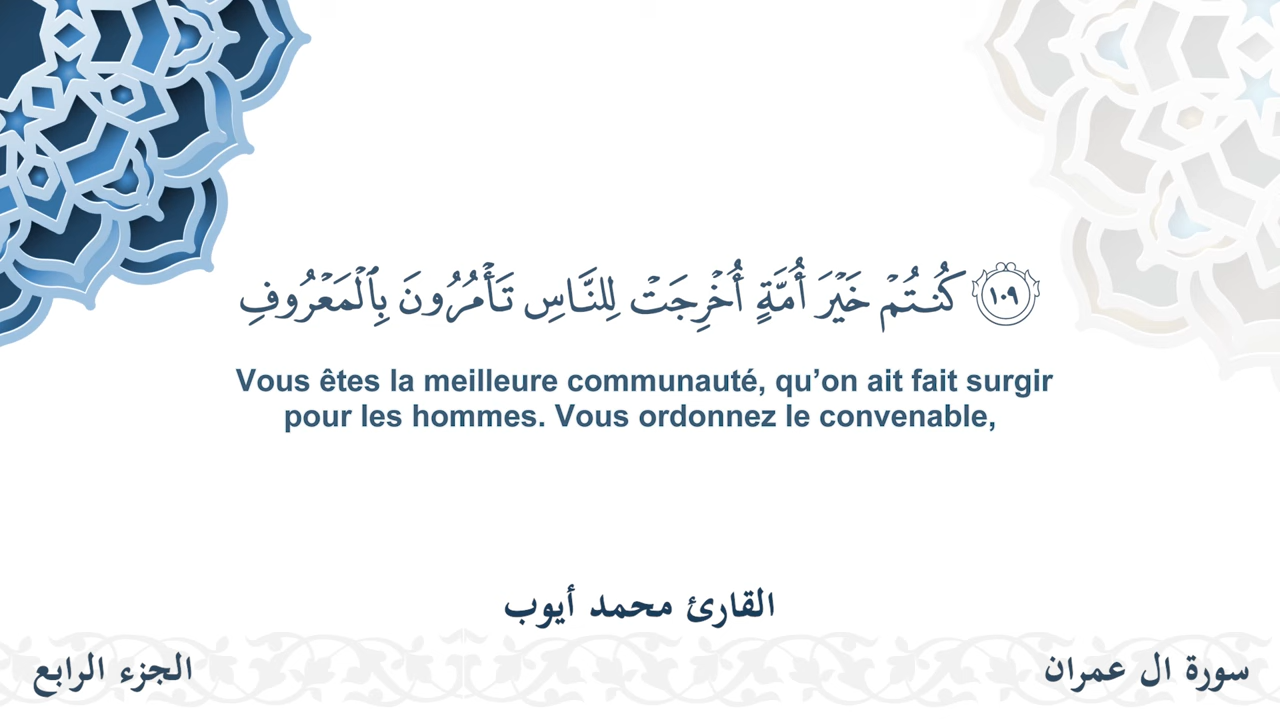 ١٠٩ كُنتُمْ خَيْرَ أُمَّةٍ أُخْرِجَتْ لِلنَّاسِ تَأْمُرُونَ بِٱلْمَعْرُوفِ
Vous êtes la meilleure communauté, qu’on ait fait surgir
pour les hommes. Vous ordonnez le convenable,
القارئ محمد أيوب
سورة ال عمران
الجزء الرابع